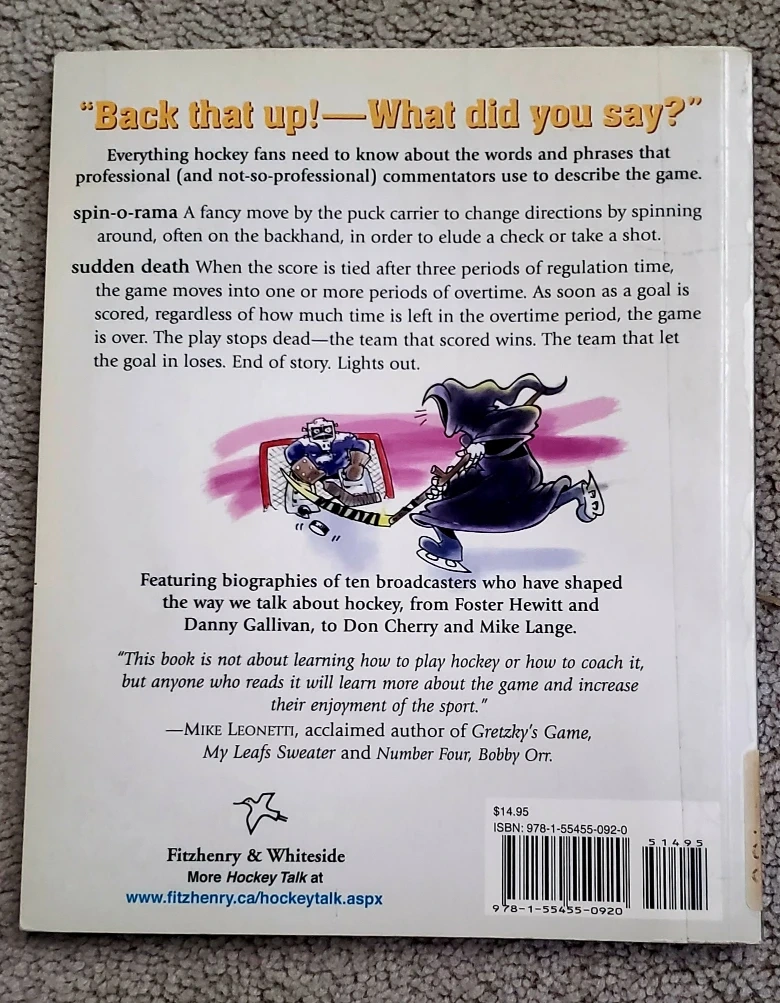 “Back that up!—What did you say?”
Everything hockey fans need to know about the words and phrases that
professional (and not-so-professional) commentators use to describe the game.
spin-o-rama A fancy move by the puck carrier to change directions by spinning
around, often on the backhand, in order to elude a check or take a shot.
sudden death When the score is tied after three periods of regulation time,
the game moves into one or more periods of overtime. As soon as a goal is
scored, regardless of how much time is left in the overtime period, the game
is over. The play stops dead—the team that scored wins. The team that let
the goal in loses. End of story. Lights out.
Featuring biographies of ten broadcasters who have shaped
the way we talk about hockey, from Foster Hewitt and
Danny Gallivan, to Don Cherry and Mike Lange.
“This book is not about learning how to play hockey or how to coach it,
but anyone who reads it will learn more about the game and increase
their enjoyment of the sport.”
—MIKE LEONETTI, acclaimed author of Gretzky’s Game,
My Leafs Sweater and Number Four, Bobby Orr.
Fitzhenry & Whiteside
More Hockey Talk at
www.fitzhenry.ca/hockeytalk.aspx
$14.95
ISBN: 978-1-55455-092-0
51495
978-1-55455-0920